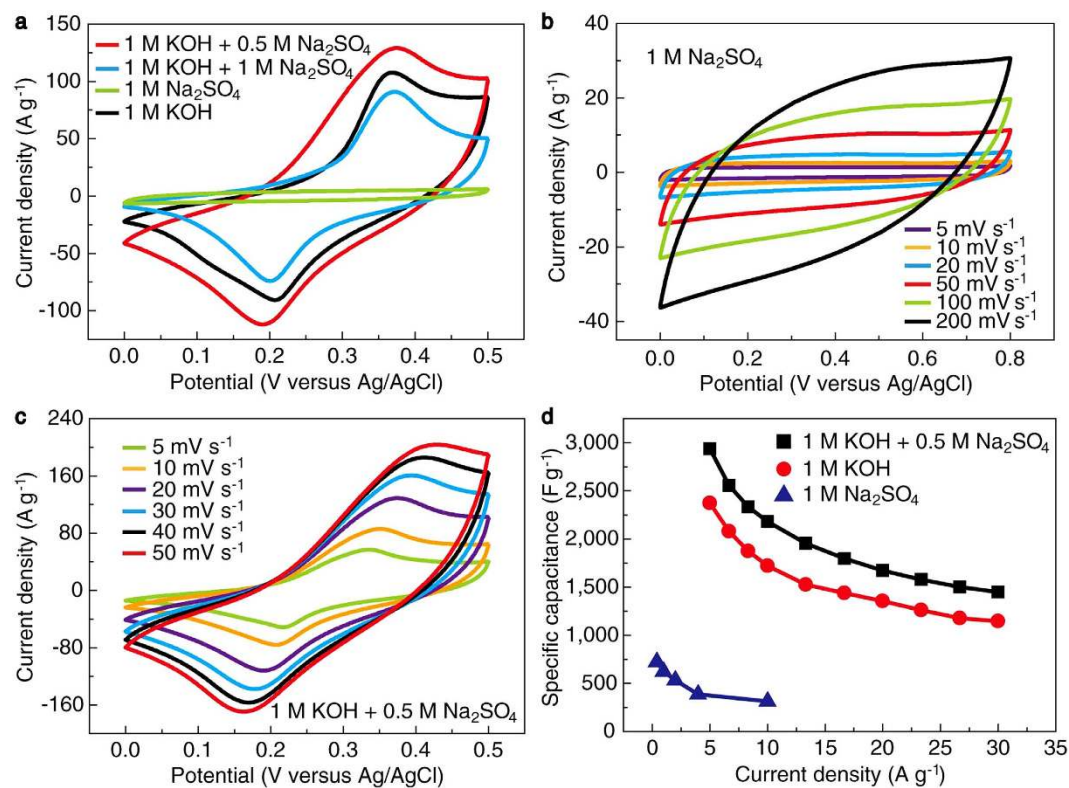 a
150
100
50
0
-50
-100
Current density (A g⁻¹)
1 M KOH + 0.5 M Na₂SO₄
1 M KOH + 1 M Na₂SO₄
1 M Na₂SO₄
1 M KOH
0.0 0.1 0.2 0.3 0.4 0.5
Potential (V versus Ag/AgCl)
b
40
20
0
-20
-40
Current density (A g⁻¹)
1 M Na₂SO₄
5 mV s⁻¹
10 mV s⁻¹
20 mV s⁻¹
50 mV s⁻¹
100 mV s⁻¹
200 mV s⁻¹
0.0 0.2 0.4 0.6 0.8
Potential (V versus Ag/AgCl)
c
240
160
80
0
-80
-160
Current density (A g⁻¹)
5 mV s⁻¹
10 mV s⁻¹
20 mV s⁻¹
30 mV s⁻¹
40 mV s⁻¹
50 mV s⁻¹
1 M KOH + 0.5 M Na₂SO₄
0.0 0.1 0.2 0.3 0.4 0.5
Potential (V versus Ag/AgCl)
d
3,000
2,500
2,000
1,500
1,000
500
0
Specific capacitance (F g⁻¹)
1 M KOH + 0.5 M Na₂SO₄
1 M KOH
1 M Na₂SO₄
0 5 10 15 20 25 30 35
Current density (A g⁻¹)